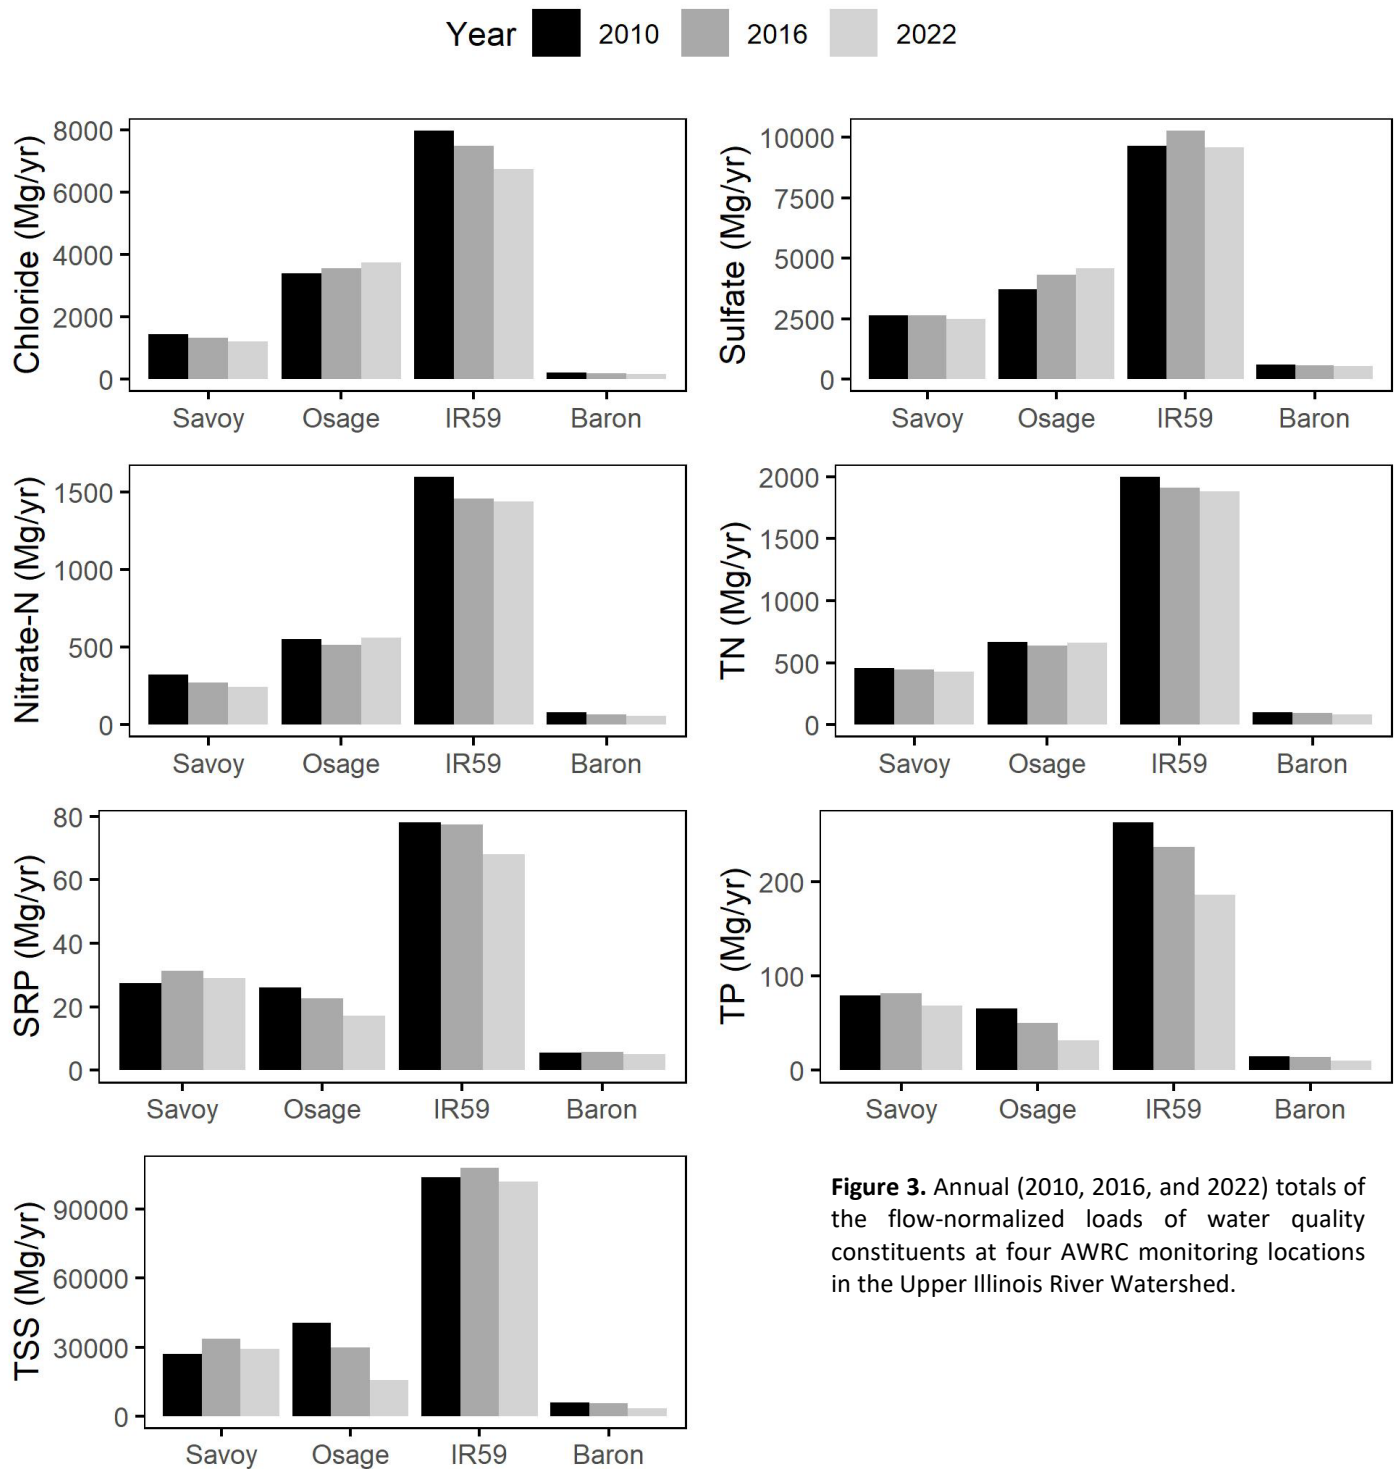 Year 2010 2016 2022
Chloride (Mg/yr)
8000
6000
4000
2000
0
Savoy Osage IR59 Baron
Sulfate (Mg/yr)
10000
7500
5000
2500
0
Savoy Osage IR59 Baron
Nitrate-N (Mg/yr)
1500
1000
500
0
Savoy Osage IR59 Baron
TN (Mg/yr)
2000
1500
1000
500
0
Savoy Osage IR59 Baron
SRP (Mg/yr)
80
60
40
20
0
Savoy Osage IR59 Baron
TP (Mg/yr)
200
100
0
Savoy Osage IR59 Baron
TSS (Mg/yr)
90000
60000
30000
0
Savoy Osage IR59 Baron
Figure 3. Annual (2010, 2016, and 2022) totals of
the flow-normalized loads of water quality
constituents at four AWRC monitoring locations
in the Upper Illinois River Watershed.